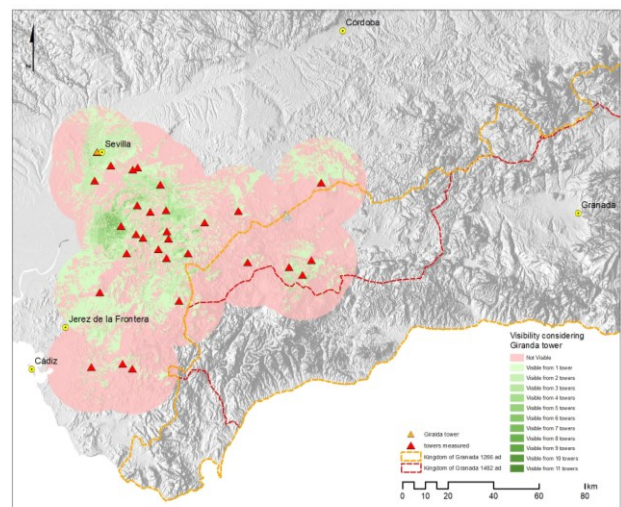 Córdoba
Sevilla
Granada
Jerez de la Frontera
Cádiz
Visibility considering
Giranda tower
Not Visible
Visible from 1 tower
Visible from 2 towers
Visible from 3 towers
Visible from 4 towers
Visible from 5 towers
Visible from 6 towers
Visible from 7 towers
Visible from 8 towers
Visible from 9 towers
Visible from 10 towers
Visible from 11 towers
Giralda tower
towers measured
Kingdom of Granada 1266 ad
Kingdom of Granada 1482 ad
0 5 10 20 40 60 80 km